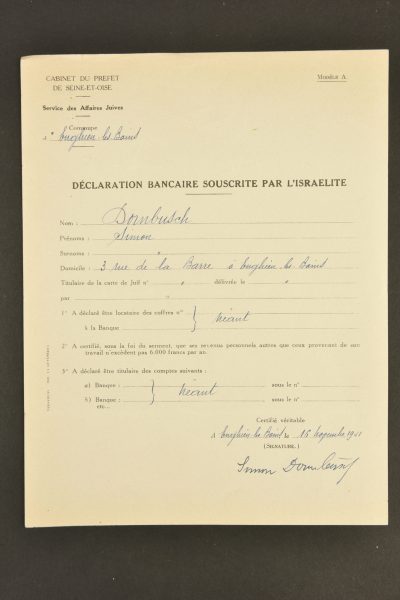 CABINET DU PREFET
DE SEINE-ET-OISE
MODÈLE A
Service des Affaires Juives
Commune
d'Enghien-les-Bains
DÉCLARATION BANCAIRE SOUSCRITE PAR L'ISRAELITE
Nom : Dornbusch
Prénoms : Simon
Surnoms : "
Domicile : 3 rue de la Barre à Enghien-les-Bains
Titulaire de la carte de Juif n° " délivrée le "
par "
1° A déclaré être locataire des coffres n° } Néant
à la Banque
2° A certifié, sous la foi du serment, que ses revenus personnels autres que ceux provenant de son
travail n'excèdent pas 6.000 francs par an.
3° A déclaré être titulaire des comptes suivants :
a) Banque : } Néant sous le n°
b) Banque : sous le n°
etc...
Certifié véritable
A Enghien-les-Bains le 15 novembre 1941
(SIGNATURE.)
Simon Dornbusch